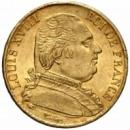 LOUIS XVIII ROI DE FRANCE.